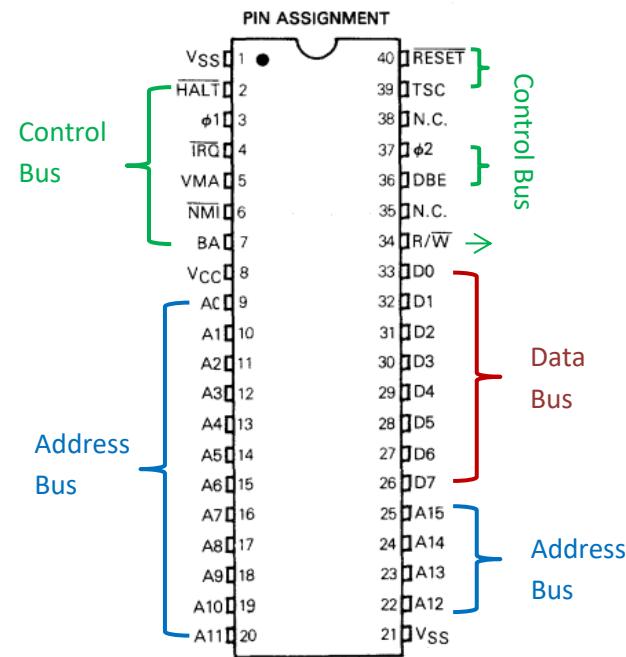 PIN ASSIGNMENT
VSS 1 40 RESET
HALT 2 39 TSC
ϕ1 3 38 N.C.
IRQ 4 37 ϕ2
VMA 5 36 DBE
NMI 6 35 N.C.
BA 7 34 R/W
VCC 8 33 D0
A0 9 32 D1
A1 10 31 D2
A2 11 30 D3
A3 12 29 D4
A4 13 28 D5
A5 14 27 D6
A6 15 26 D7
A7 16 25 A15
A8 17 24 A14
A9 18 23 A13
A10 19 22 A12
A11 20 21 VSS
Control
Bus
Address
Bus
Control Bus
Data
Bus
Address
Bus